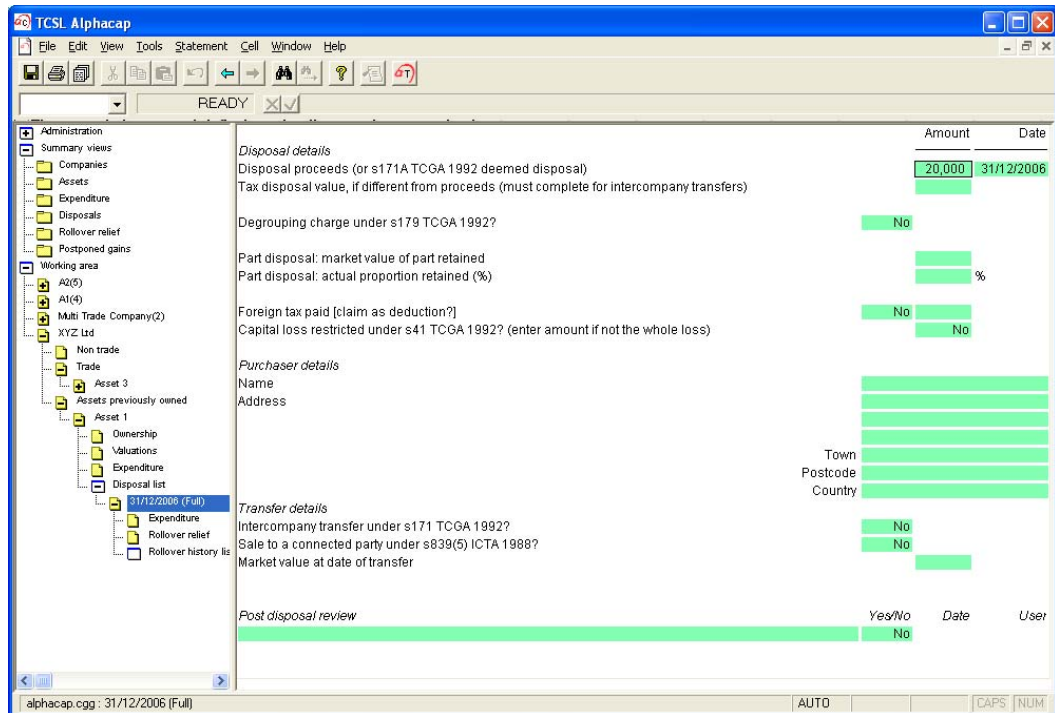 TCSL Alphacap
File Edit View Tools Statement Cell Window Help
READY
Administration
Summary views
Companies
Assets
Expenditure
Disposals
Rollover relief
Postponed gains
Working area
A2(5)
A1(4)
Multi Trade Company(2)
XYZ Ltd
Non trade
Trade
Asset 3
Assets previously owned
Asset 1
Ownership
Valuations
Expenditure
Disposal list
31/12/2006 (Full)
Expenditure
Rollover relief
Rollover history lis
Amount Date
Disposal details
Disposal proceeds (or s171A TCGA 1992 deemed disposal) 20,000 31/12/2006
Tax disposal value, if different from proceeds (must complete for intercompany transfers)
Degrouping charge under s179 TCGA 1992? No
Part disposal: market value of part retained
Part disposal: actual proportion retained (%) %
Foreign tax paid [claim as deduction?] No
Capital loss restricted under s41 TCGA 1992? (enter amount if not the whole loss) No
Purchaser details
Name
Address
Town
Postcode
Country
Transfer details
Intercompany transfer under s171 TCGA 1992? No
Sale to a connected party under s839(5) ICTA 1988? No
Market value at date of transfer
Post disposal review Yes/No Date User
No
alphacap.cgg : 31/12/2006 (Full) AUTO CAPS NUM